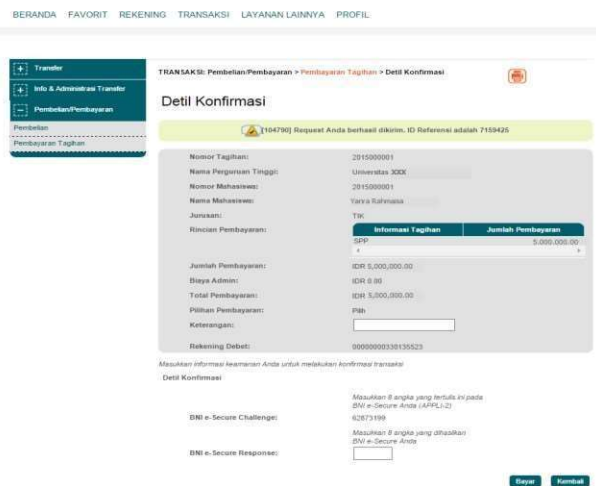 BERANDA FAVORIT REKENING TRANSAKSI LAYANAN LAINNYA PROFIL
Transfer
Info & Administrasi Transfer
Pembelian/Pembayaran
Pembelian
Pembayaran Tagihan
TRANSAKSI: Pembelian/Pembayaran > Pembayaran Tagihan > Detil Konfirmasi
Detil Konfirmasi
[104790] Request Anda berhasil dikirim. ID Referensi adalah 7159425
Nomor Tagihan: 2015000001
Nama Perguruan Tinggi: Universitas XXXX
Nomor Mahasiswa: 2015000001
Nama Mahasiswa: Yanra Rahmaisa
Jurusan: TIK
Rincian Pembayaran: Informasi Tagihan Jumlah Pembayaran
SPP 5.000.000.00
Jumlah Pembayaran: IDR 5,000,000.00
Biaya Admin: IDR 0.00
Total Pembayaran: IDR 5,000,000.00
Pilihan Pembayaran: Pilih
Keterangan:
Rekening Debet: 00000000330135523
Masukkan informasi keamanan Anda untuk melakukan konfirmasi transaksi
Detil Konfirmasi
Masukkan 8 angka yang tertulis ini pada
BNI e-Secure Anda (APPLI-2)
BNI e-Secure Challenge: 62873199
Masukkan 8 angka yang dihasilkan
BNI e-Secure Anda
BNI e-Secure Response:
Bayar Kembali